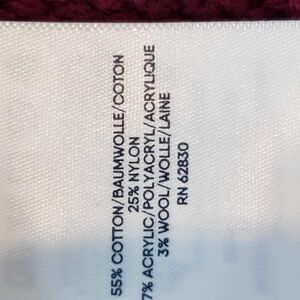 55% COTTON/BAUMWOLLE/COTON
25% NYLON
7% ACRYLIC/POLYACRYL/ACRYLIQUE
3% WOOL/WOLLE/LAINE
RN 62830